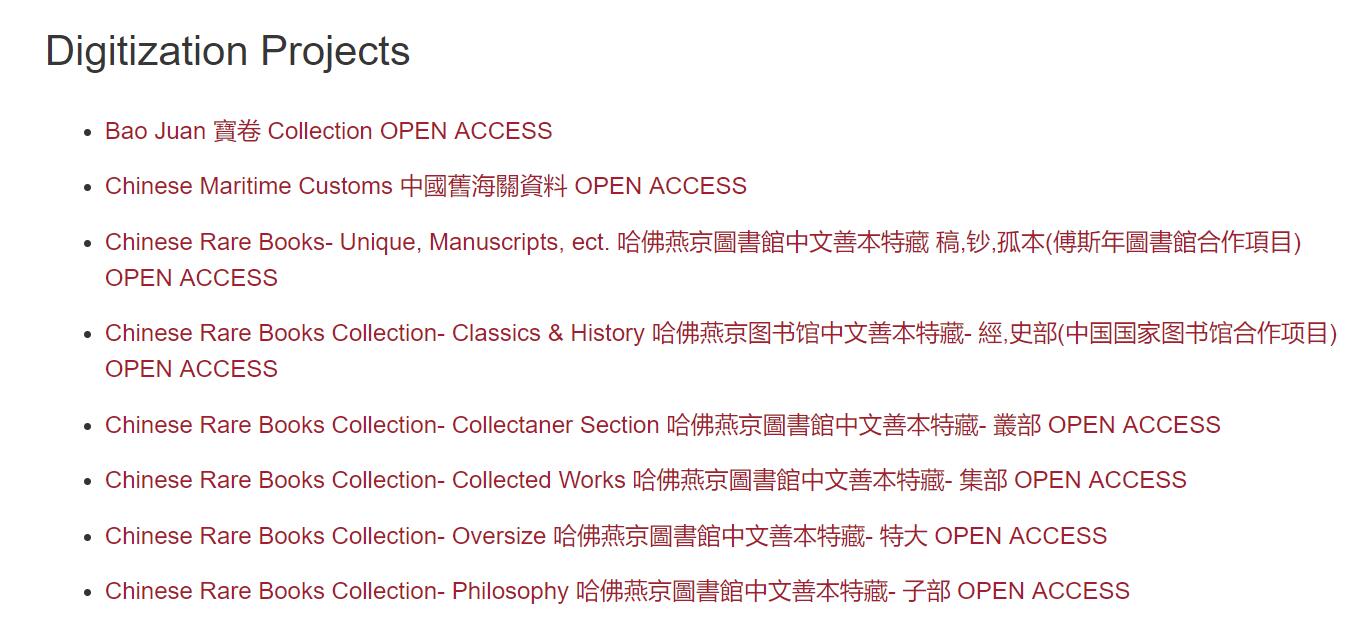 Digitization Projects
Bao Juan 寶卷 Collection OPEN ACCESS
Chinese Maritime Customs 中國舊海關資料 OPEN ACCESS
Chinese Rare Books- Unique, Manuscripts, ect. 哈佛燕京圖書館中文善本特藏 稿,钞,孤本(傅斯年圖書館合作項目)
OPEN ACCESS
Chinese Rare Books Collection- Classics & History 哈佛燕京图书馆中文善本特藏- 經,史部(中国国家图书馆合作项目)
OPEN ACCESS
Chinese Rare Books Collection- Collectaner Section 哈佛燕京圖書館中文善本特藏- 叢部 OPEN ACCESS
Chinese Rare Books Collection- Collected Works 哈佛燕京圖書館中文善本特藏- 集部 OPEN ACCESS
Chinese Rare Books Collection- Oversize 哈佛燕京圖書館中文善本特藏- 特大 OPEN ACCESS
Chinese Rare Books Collection- Philosophy 哈佛燕京圖書館中文善本特藏- 子部 OPEN ACCESS